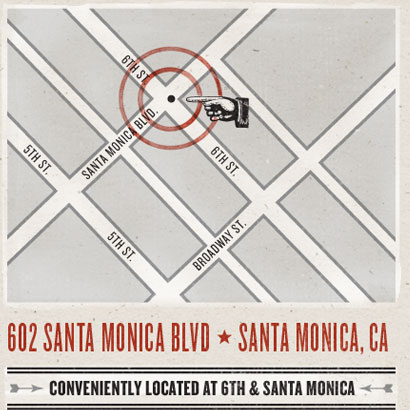 6TH ST.
SANTA MONICA BLVD.
5TH ST.
6TH ST.
5TH ST.
BROADWAY ST.
602 SANTA MONICA BLVD ★ SANTA MONICA, CA
CONVENIENTLY LOCATED AT 6TH & SANTA MONICA